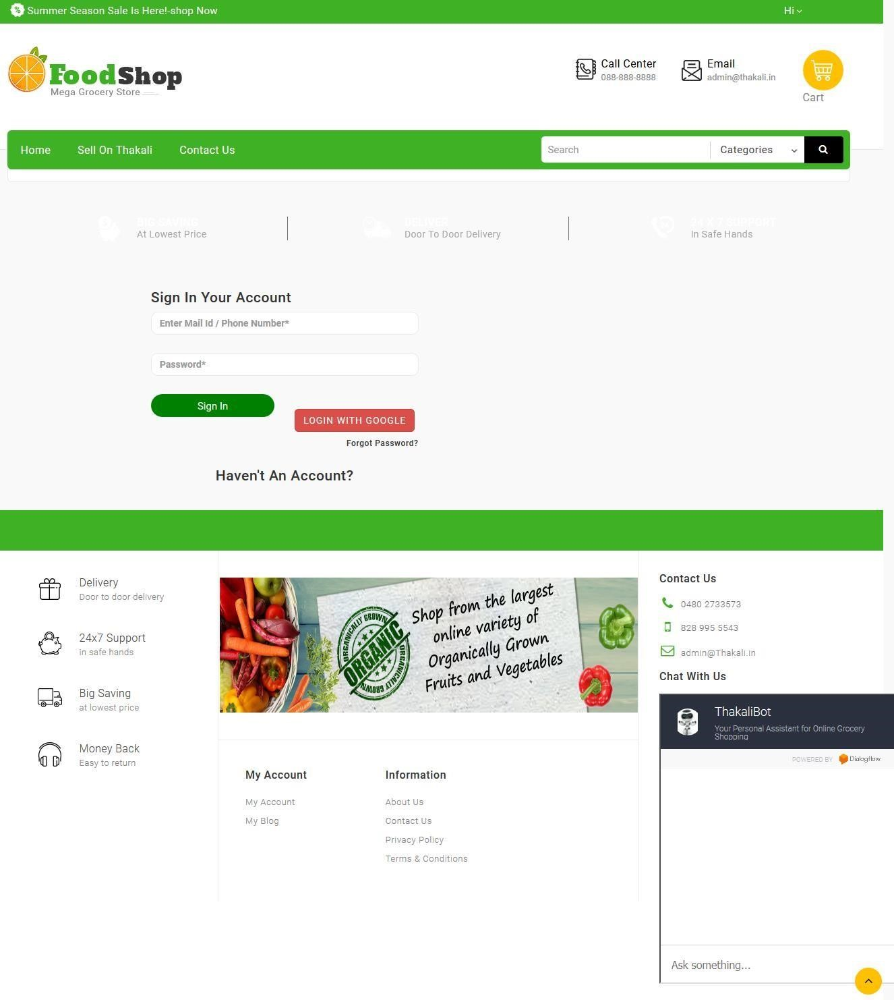 Summer Season Sale Is Here!-shop Now
Hi
FoodShop
Mega Grocery Store
Call Center
088-888-8888
Email
admin@thakali.in
Cart
Home
Sell On Thakali
Contact Us
Search
Categories
BIG SAVING
At Lowest Price
DELIVER
Door To Door Delivery
24 X 7 SUPPORT
In Safe Hands
Sign In Your Account
Enter Mail Id / Phone Number*
Password*
Sign In
LOGIN WITH GOOGLE
Forgot Password?
Haven't An Account?
Delivery
Door to door delivery
24x7 Support
in safe hands
Big Saving
at lowest price
Money Back
Easy to return
ORGANICALLY GROWN
ORGANIC
ORGANICALLY GROWN
Shop from the largest
online variety of
Organically Grown
Fruits and Vegetables
My Account
My Account
My Blog
Information
About Us
Contact Us
Privacy Policy
Terms & Conditions
Contact Us
0480 2733573
828 995 5543
admin@Thakali.in
Chat With Us
ThakaliBot
Your Personal Assistant for Online Grocery
Shopping
POWERED BY Dialogflow
Ask something...